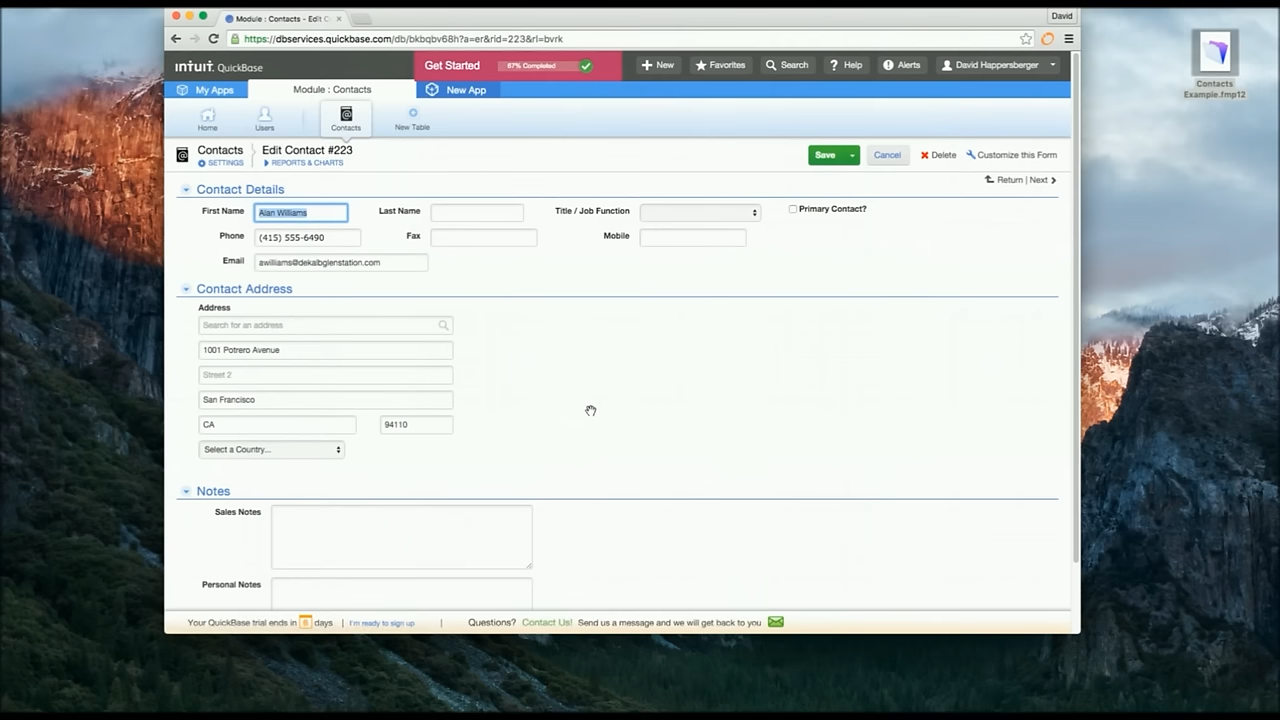 Module : Contacts - Edit C
David
https://dbservices.quickbase.com/db/bkbqbv68h?a=er&rid=223&rl=bvrk
intuit QuickBase
Get Started
87% Completed
New
Favorites
Search
Help
Alerts
David Happersberger
My Apps
Module : Contacts
New App
Home
Users
Contacts
New Table
Contacts
SETTINGS
Edit Contact #223
REPORTS & CHARTS
Save
Cancel
Delete
Customize this Form
Return | Next
Contact Details
First Name
Alan Williams
Last Name
Title / Job Function
Primary Contact?
Phone
(415) 555-6490
Fax
Mobile
Email
awilliams@dekalbglenstation.com
Contact Address
Address
Search for an address
1001 Potrero Avenue
Street 2
San Francisco
CA
94110
Select a Country...
Notes
Sales Notes
Personal Notes
Your QuickBase trial ends in
days
| I'm ready to sign up |
Questions? Contact Us! Send us a message and we will get back to you
Contacts
Example.fmp12